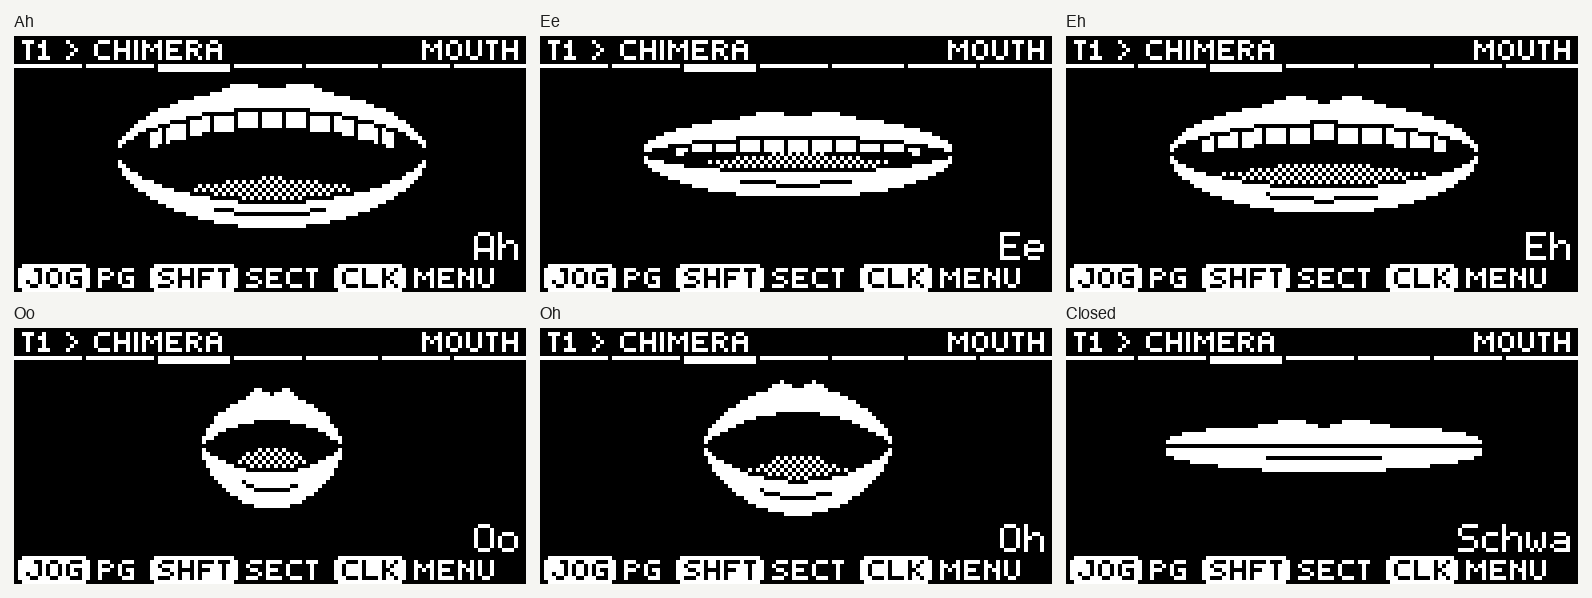 Ah
T1 > CHIMERA MOUTH
Ah
JOG PG SHFT SECT CLK MENU
Ee
T1 > CHIMERA MOUTH
Ee
JOG PG SHFT SECT CLK MENU
Eh
T1 > CHIMERA MOUTH
Eh
JOG PG SHFT SECT CLK MENU
Oo
T1 > CHIMERA MOUTH
Oo
JOG PG SHFT SECT CLK MENU
Oh
T1 > CHIMERA MOUTH
Oh
JOG PG SHFT SECT CLK MENU
Closed
T1 > CHIMERA MOUTH
Schwa
JOG PG SHFT SECT CLK MENU